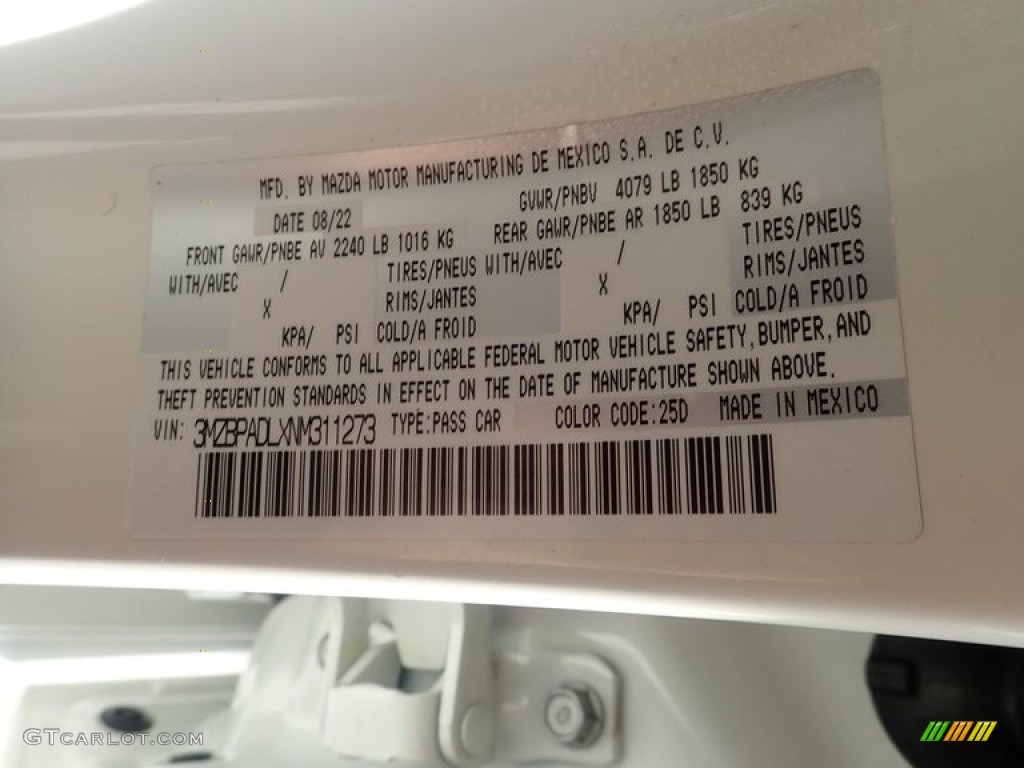 MFD. BY MAZDA MOTOR MANUFACTURING DE MEXICO S.A. DE C.V.
DATE 08/22 GVWR/PNBV 4079 LB 1850 KG
FRONT GAWR/PNBE AV 2240 LB 1016 KG REAR GAWR/PNBE AR 1850 LB 839 KG
WITH/AVEC / TIRES/PNEUS WITH/AVEC / TIRES/PNEUS
X RIMS/JANTES X RIMS/JANTES
KPA/ PSI COLD/A FROID KPA/ PSI COLD/A FROID
THIS VEHICLE CONFORMS TO ALL APPLICABLE FEDERAL MOTOR VEHICLE SAFETY, BUMPER, AND
THEFT PREVENTION STANDARDS IN EFFECT ON THE DATE OF MANUFACTURE SHOWN ABOVE.
VIN: 3MZBPADLXNM311273 TYPE:PASS CAR COLOR CODE:25D MADE IN MEXICO
GTCARLOT.COM